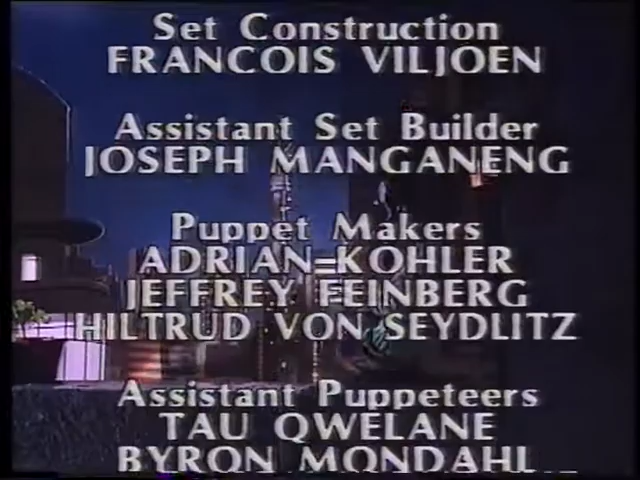 Set Construction
FRANCOIS VILJOEN
Assistant Set Builder
JOSEPH MANGANENG
Puppet Makers
ADRIAN KOHLER
JEFFREY FEINBERG
HILTRUD VON SEYDLITZ
Assistant Puppeteers
TAU QWELANE
BYRON MONDAHL